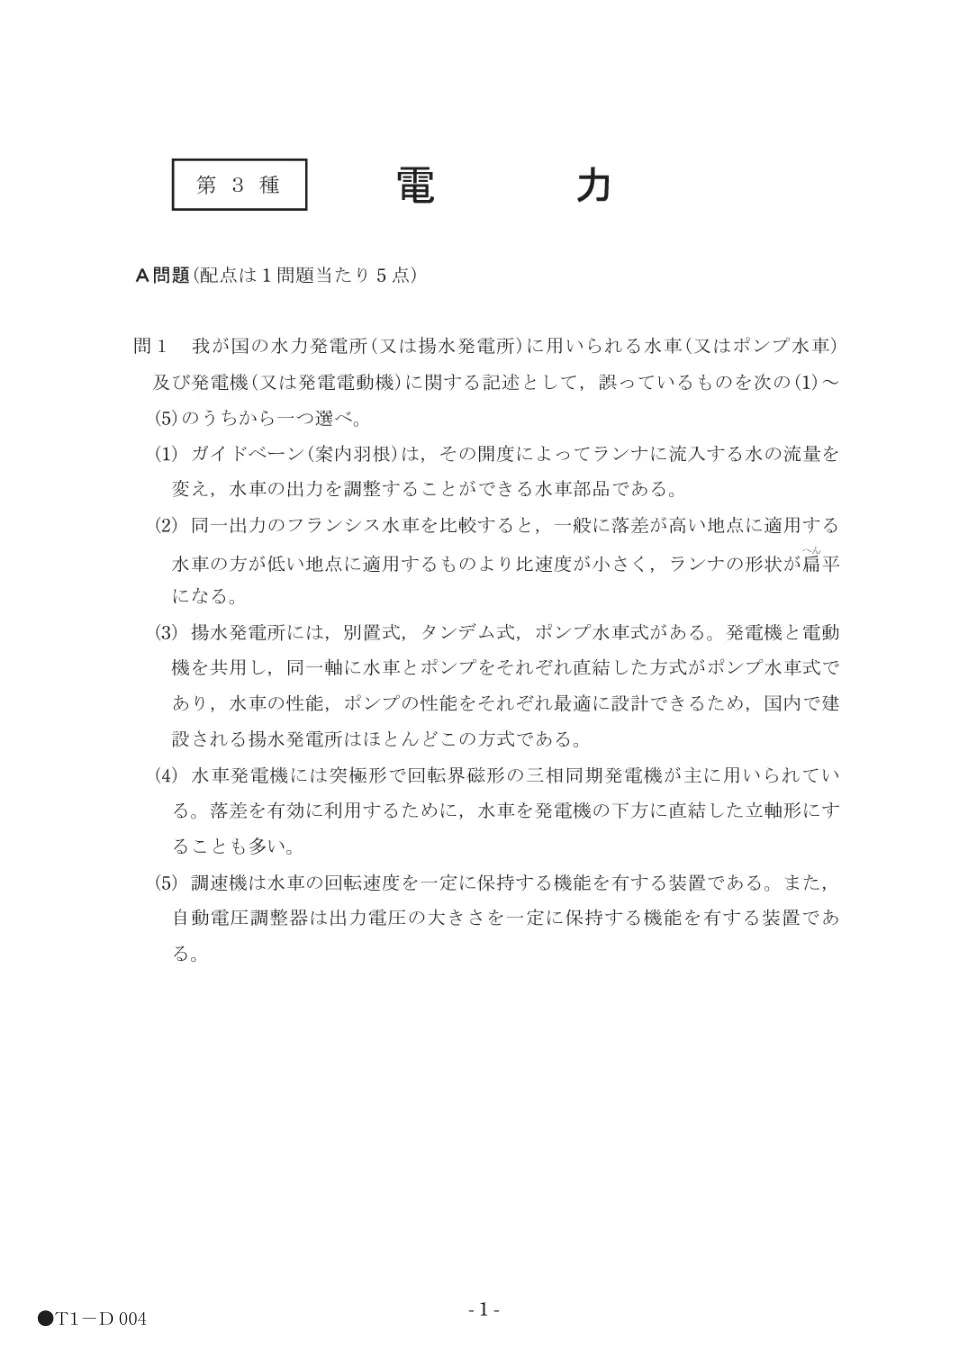 第 3 種
電 力
A問題(配点は1問題当たり5点)
問1 我が国の水力発電所(又は揚水発電所)に用いられる水車(又はポンプ水車)
及び発電機(又は発電電動機)に関する記述として,誤っているものを次の(1)～
(5)のうちから一つ選べ。
(1) ガイドベーン(案内羽根)は,その開度によってランナに流入する水の流量を
変え,水車の出力を調整することができる水車部品である。
(2) 同一出力のフランシス水車を比較すると,一般に落差が高い地点に適用する
へん
水車の方が低い地点に適用するものより比速度が小さく,ランナの形状が扁平
になる。
(3) 揚水発電所には,別置式,タンデム式,ポンプ水車式がある。発電機と電動
機を共用し,同一軸に水車とポンプをそれぞれ直結した方式がポンプ水車式で
あり,水車の性能,ポンプの性能をそれぞれ最適に設計できるため,国内で建
設される揚水発電所はほとんどこの方式である。
(4) 水車発電機には突極形で回転界磁形の三相同期発電機が主に用いられてい
る。落差を有効に利用するために,水車を発電機の下方に直結した立軸形にす
ることも多い。
(5) 調速機は水車の回転速度を一定に保持する機能を有する装置である。また,
自動電圧調整器は出力電圧の大きさを一定に保持する機能を有する装置であ
る。
- 1 -
●T1－D 004